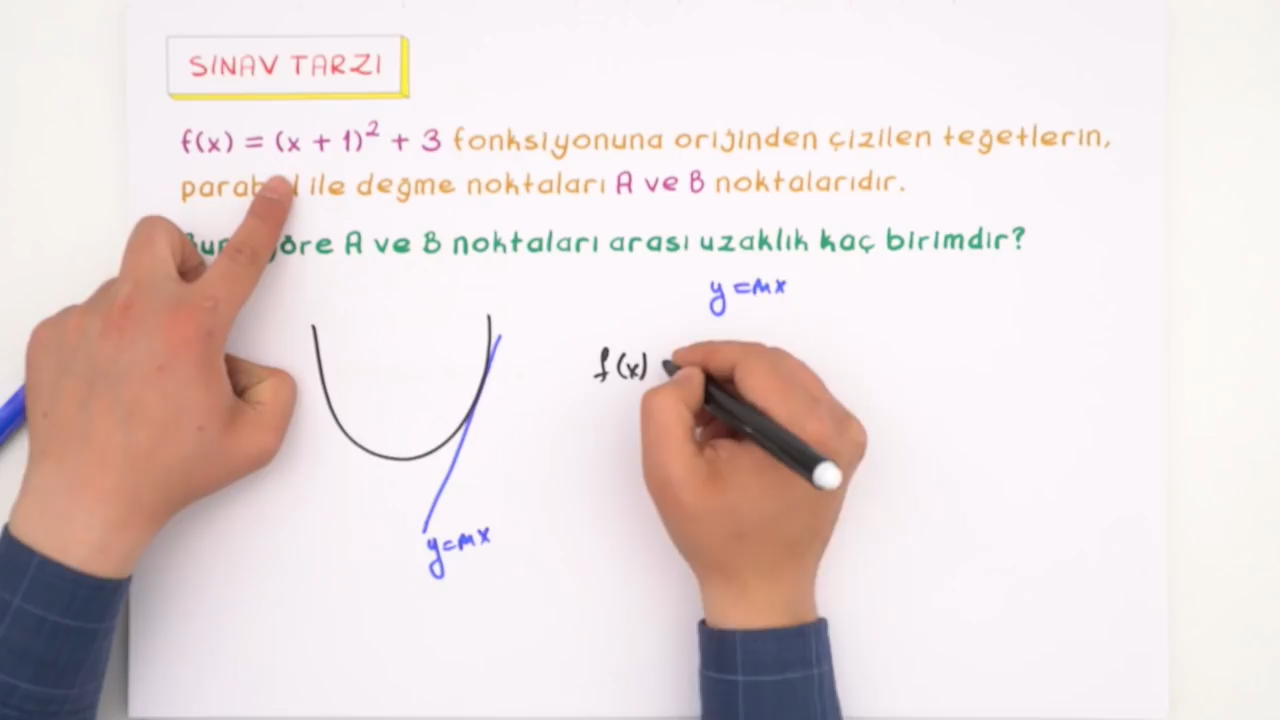 SINAV TARZI
f(x) = (x + 1)² + 3 fonksiyonuna orijinden çizilen teğetlerin,
ile değme noktaları A ve B noktalarıdır.
A ve B noktaları arası uzaklık kaç birimdir?
y=mx
f(x)
y=mx